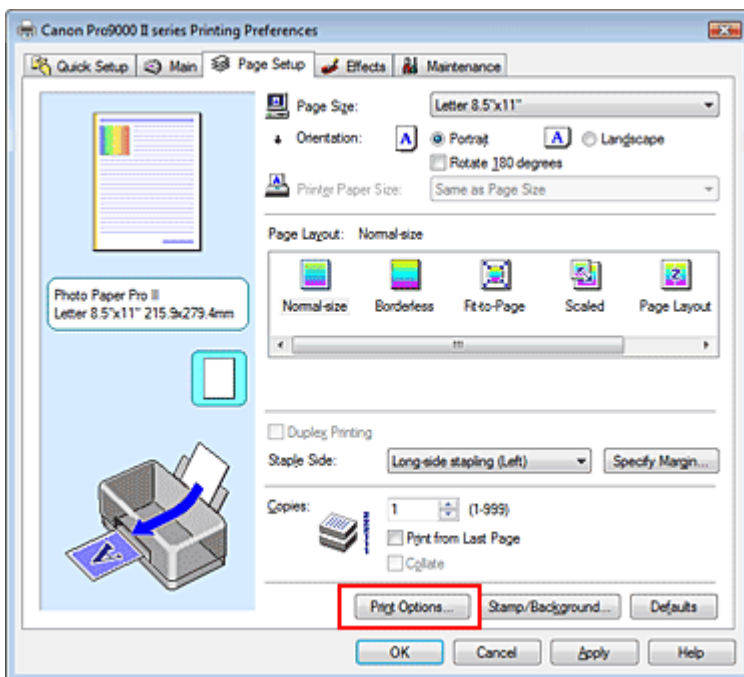 Canon Pro9000 II series Printing Preferences
Quick Setup Main Page Setup Effects Maintenance
Page Size: Letter 8.5"x11"
Orientation: A Portrait A Landscape
Rotate 180 degrees
Printer Paper Size: Same as Page Size
Page Layout: Normal-size
Normal-size Borderless Fit-to-Page Scaled Page Layout
Photo Paper Pro II
Letter 8.5"x11" 215.9x279.4mm
Duplex Printing
Staple Side: Long-side stapling (Left) Specify Margin...
Copies: 1 (1-999)
Print from Last Page
Collate
Print Options... Stamp/Background... Defaults
OK Cancel Apply Help